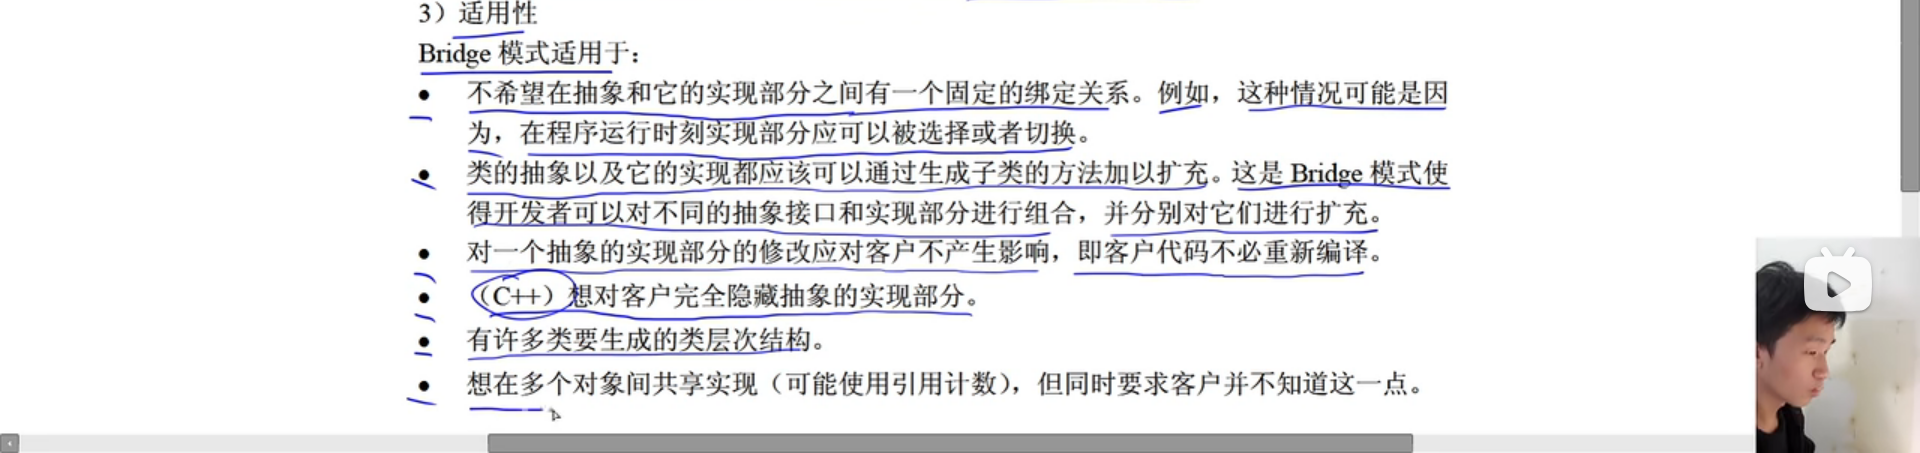 3）适用性
Bridge 模式适用于：
● 不希望在抽象和它的实现部分之间有一个固定的绑定关系。例如，这种情况可能是因
为，在程序运行时刻实现部分应可以被选择或者切换。
● 类的抽象以及它的实现都应该可以通过生成子类的方法加以扩充。这是 Bridge 模式使
得开发者可以对不同的抽象接口和实现部分进行组合，并分别对它们进行扩充。
● 对一个抽象的实现部分的修改应对客户不产生影响，即客户代码不必重新编译。
● （C++）想对客户完全隐藏抽象的实现部分。
● 有许多类要生成的类层次结构。
● 想在多个对象间共享实现（可能使用引用计数），但同时要求客户并不知道这一点。